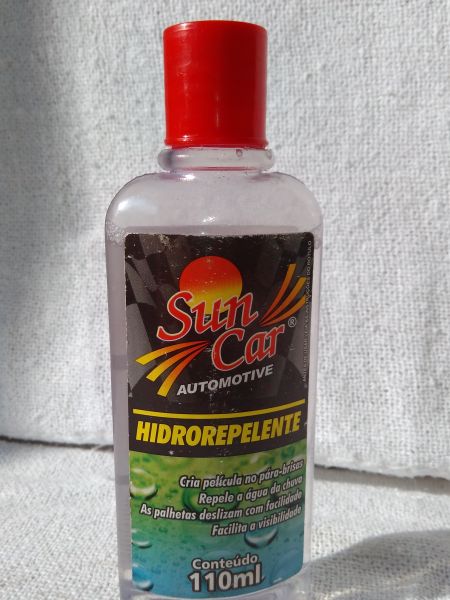 Sun
Car®
AUTOMOTIVE
HIDROREPELENTE
Cria película no pára-brisas
Repele a água da chuva
As palhetas deslizam com facilidade
Facilita a visibilidade
Conteúdo
110ml